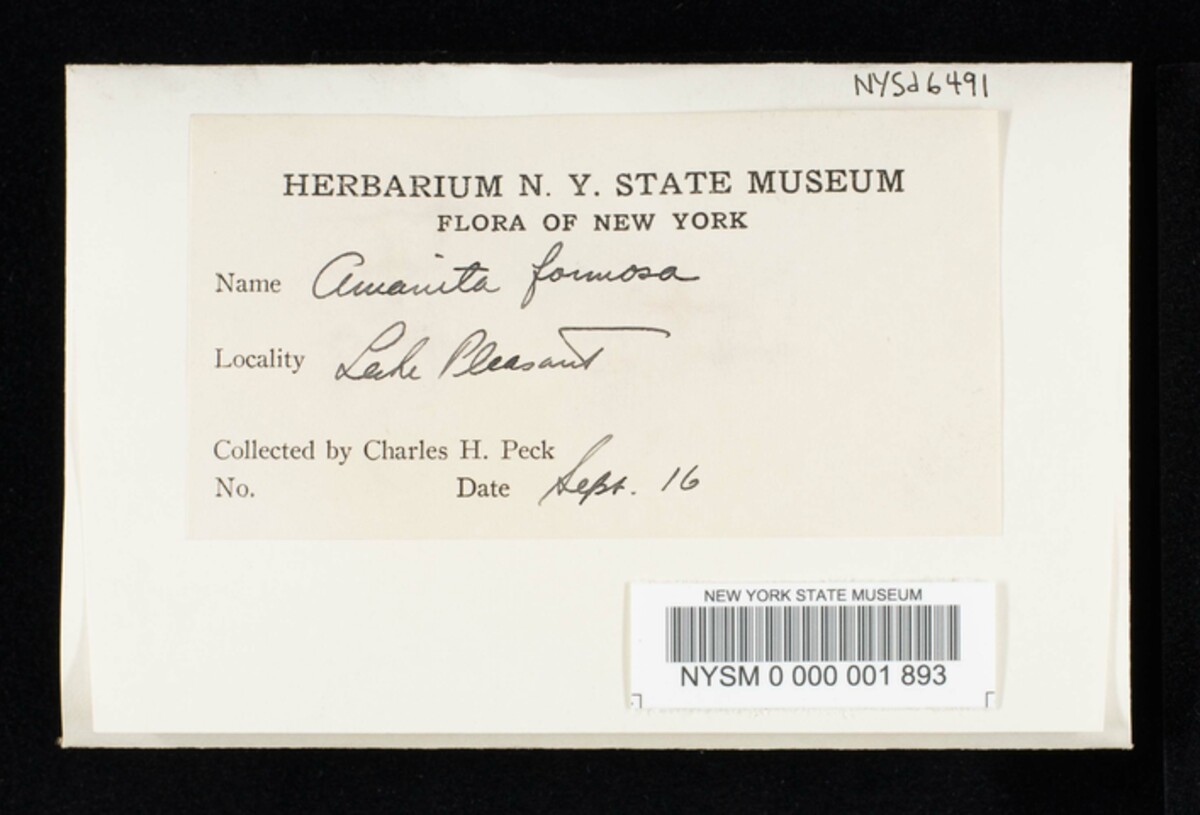 NYSd6491
HERBARIUM N. Y. STATE MUSEUM
FLORA OF NEW YORK
Name Amanita formosa
Locality Lake Pleasant
Collected by Charles H. Peck
No. Date Sept. 16
NEW YORK STATE MUSEUM
NYSM 0 000 001 893